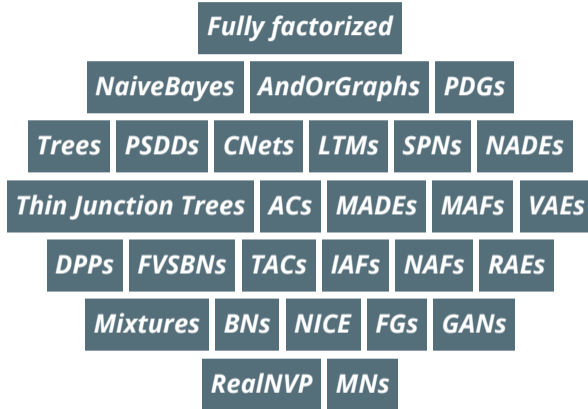 Fully factorized
NaiveBayes AndOrGraphs PDGs
Trees PSDDs CNets LTMs SPNs NADEs
Thin Junction Trees ACs MADEs MAFs VAEs
DPPs FVSBNs TACs IAFs NAFs RAEs
Mixtures BNs NICE FGs GANs
RealNVP MNs